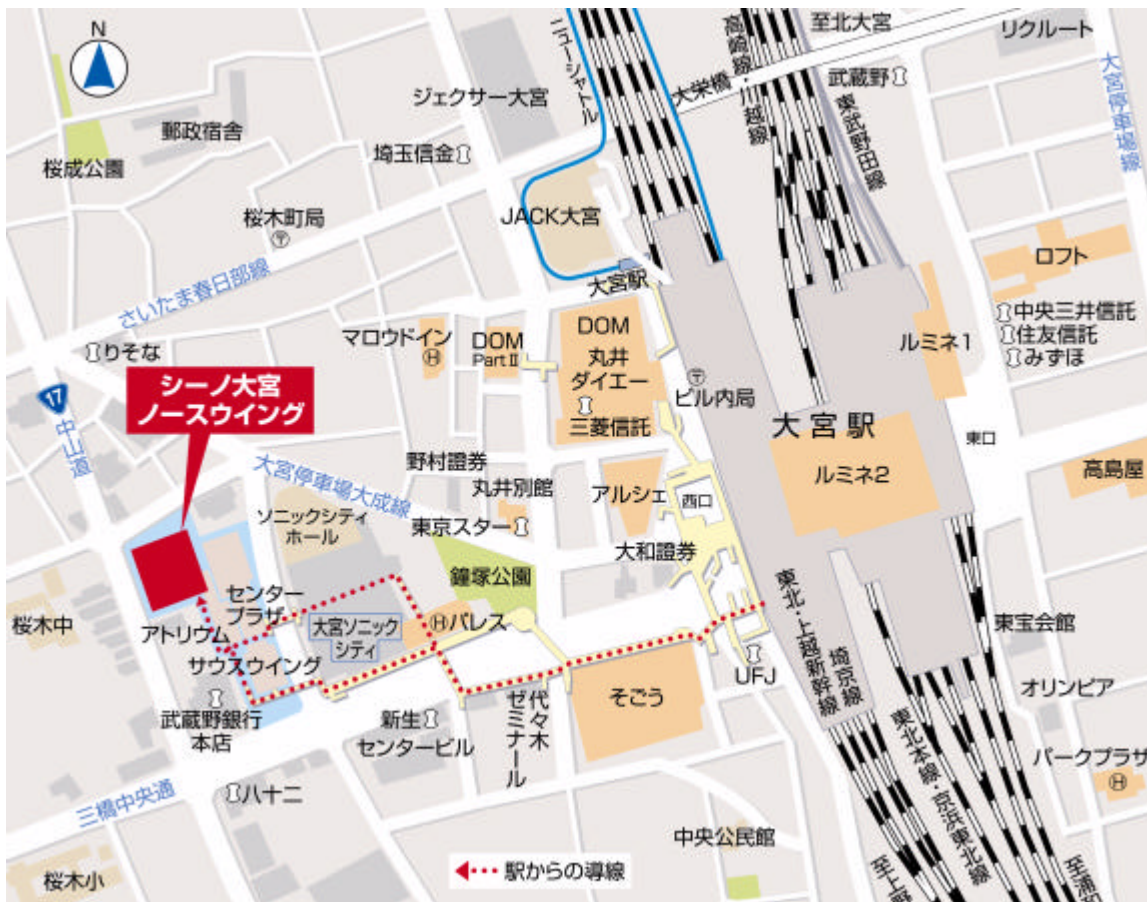 N
ニューシャトル
高崎線・川越線
至北大宮
リクルート
大宮停車場線
大栄橋
武蔵野
東武野田線
ジェクサー大宮
郵政宿舎
埼玉信金
桜成公園
桜木町局
JACK大宮
さいたま春日部線
大宮駅
ロフト
マロウドイン
H
DOM
Part II
DOM
丸井
ダイエー
三菱信託
ビル内局
ルミネ1
中央三井信託
住友信託
みずほ
りそな
17
中山道
シーノ大宮
ノースウイング
大宮駅
ルミネ2
東口
高島屋
大宮停車場大成線
野村證券
丸井別館
東京スター
アルシェ
西口
大和證券
ソニックシティ
ホール
鐘塚公園
桜木中
センター
プラザ
アトリウム
サウスウイング
大宮ソニック
シティ
Hパレス
武蔵野銀行
本店
新生
センタービル
代々木
ゼミナール
そごう
UFJ
東北・上越新幹線
埼京線
東宝会館
オリンピア
パークプラザ
H
東北本線・京浜東北線
三橋中央通
八十二
中央公民館
桜木小
駅からの導線
至上野
至浦和